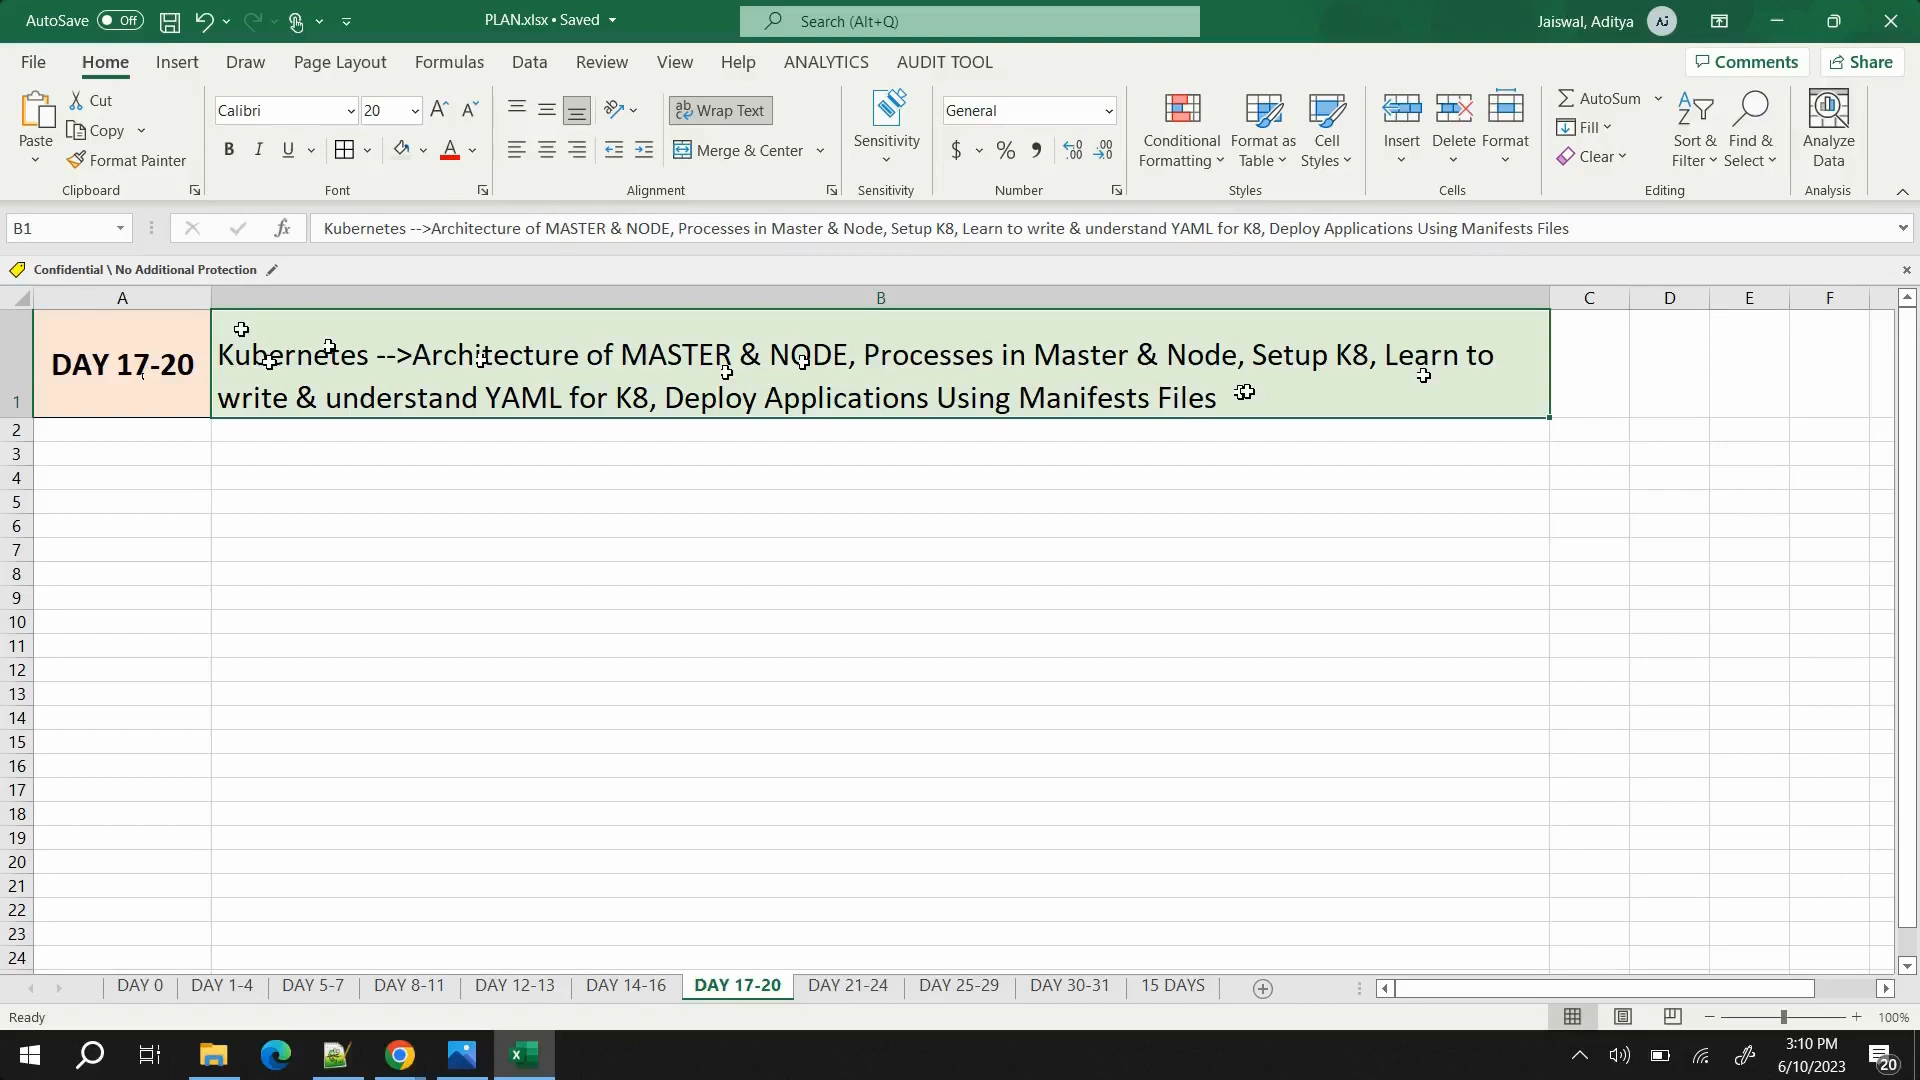 AutoSave Off PLAN.xlsx • Saved Search (Alt+Q) Jaiswal, Aditya AJ
File Home Insert Draw Page Layout Formulas Data Review View Help ANALYTICS AUDIT TOOL Comments Share
Paste Cut Copy Format Painter Clipboard
Calibri 20 A^ A˅ B I U A Font
ab Wrap Text Merge & Center Alignment
Sensitivity Sensitivity
General $ % 9 Number
Conditional Formatting Format as Table Cell Styles Styles
Insert Delete Format Cells
AutoSum Fill Clear Sort & Filter Find & Select Editing
Analyze Data Analysis
B1 fx Kubernetes -->Architecture of MASTER & NODE, Processes in Master & Node, Setup K8, Learn to write & understand YAML for K8, Deploy Applications Using Manifests Files
Confidential \ No Additional Protection
A B C D E F
1 DAY 17-20
Kubernetes -->Architecture of MASTER & NODE, Processes in Master & Node, Setup K8, Learn to
write & understand YAML for K8, Deploy Applications Using Manifests Files
2
3
4
5
6
7
8
9
10
11
12
13
14
15
16
17
18
19
20
21
22
23
24
DAY 0 DAY 1-4 DAY 5-7 DAY 8-11 DAY 12-13 DAY 14-16 DAY 17-20 DAY 21-24 DAY 25-29 DAY 30-31 15 DAYS
Ready 100%
3:10 PM
6/10/2023 20